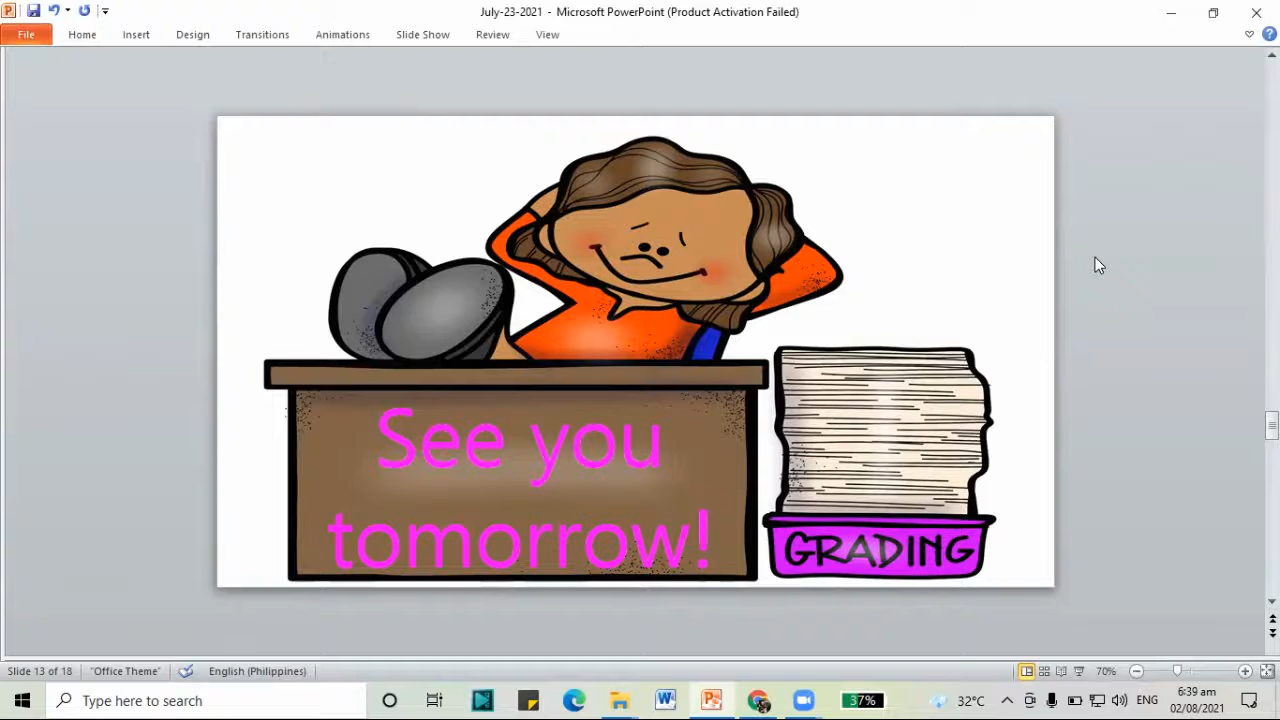 July-23-2021 - Microsoft PowerPoint (Product Activation Failed)
File Home Insert Design Transitions Animations Slide Show Review View
See you
tomorrow!
GRADING
Slide 13 of 18 "Office Theme" English (Philippines) 70%
Type here to search 37% 32°C ENG 6:39 am
02/08/2021